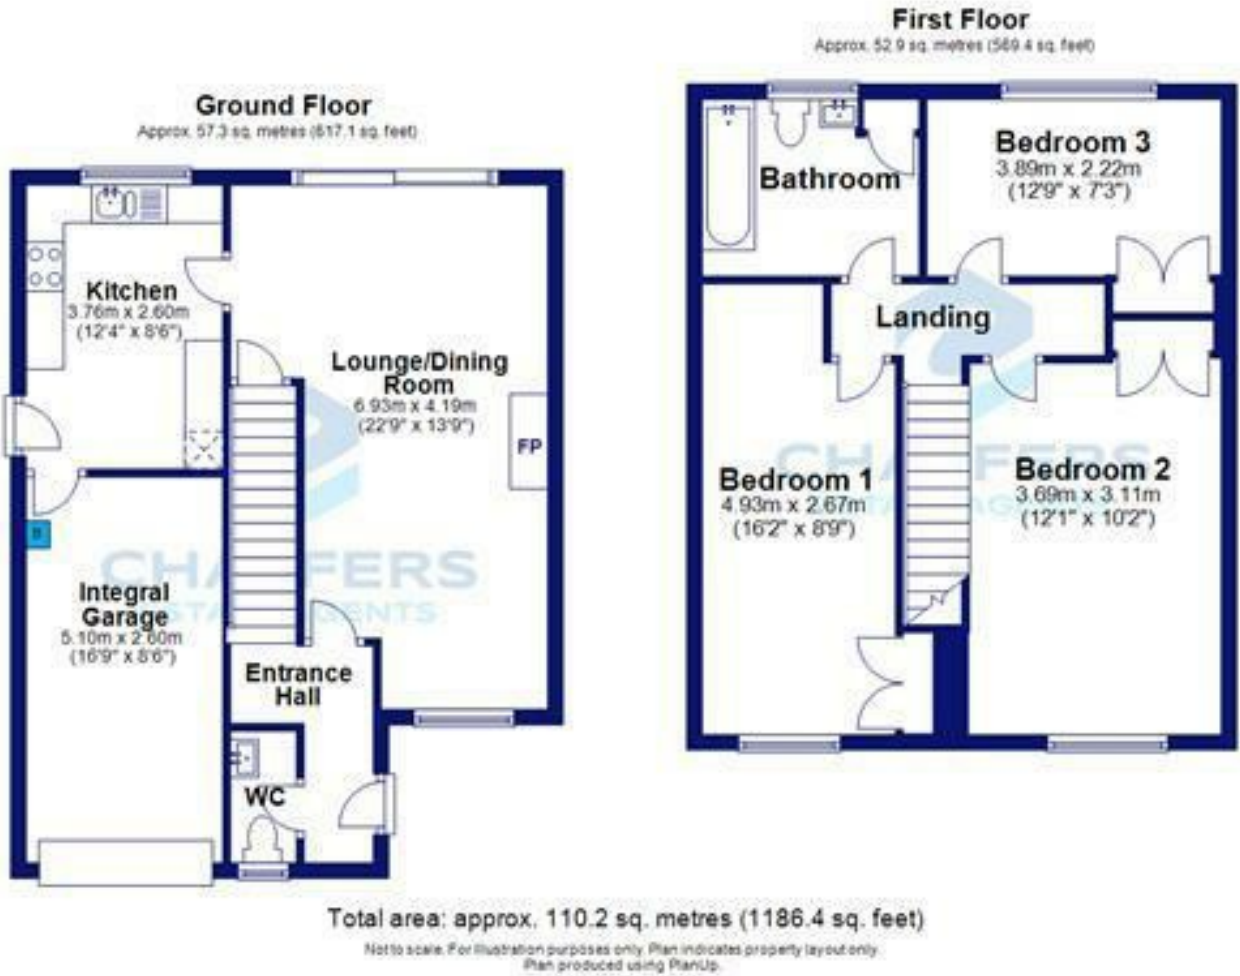 Ground Floor
Approx. 57.3 sq. metres (617.1 sq. feet)
Kitchen
3.76m x 2.60m
(12'4" x 8'6")
Lounge/Dining
Room
6.93m x 4.19m
(22'9" x 13'9")
FP
B
Integral
Garage
5.10m x 2.60m
(16'9" x 8'6")
Entrance
Hall
WC
CHAFFERS
ESTATE AGENTS
First Floor
Approx. 52.9 sq. metres (569.4 sq. feet)
Bathroom
Bedroom 3
3.89m x 2.22m
(12'9" x 7'3")
Landing
Bedroom 1
4.93m x 2.67m
(16'2" x 8'9")
Bedroom 2
3.69m x 3.11m
(12'1" x 10'2")
CHAFFERS
ESTATE AGENTS
Total area: approx. 110.2 sq. metres (1186.4 sq. feet)
Not to scale. For illustration purposes only. Plan indicates property layout only.
Plan produced using PlanUp.